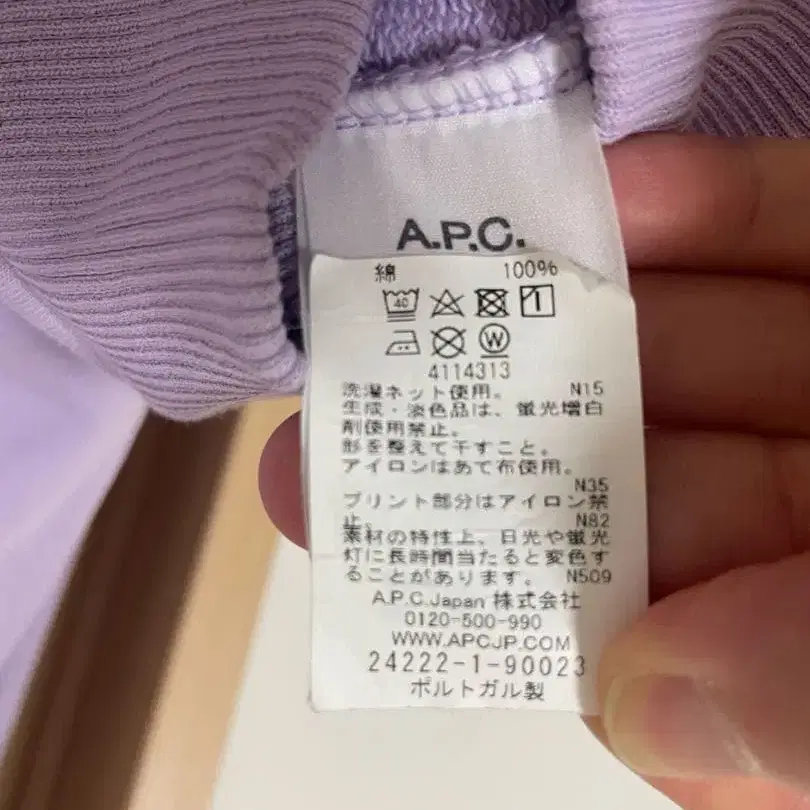 A.P.C.
綿 100%
40 1
W
4114313
洗濯ネット使用。 N15
生成・淡色品は、蛍光増白
剤使用禁止。
形を整えて干すこと。
アイロンはあて布使用。
N35
プリント部分はアイロン禁
止。 N82
素材の特性上、日光や蛍光
灯に長時間当たると変色す
ることがあります。 N509
A.P.C.Japan 株式会社
0120-500-990
WWW.APCJP.COM
24222-1-90023
ポルトガル製